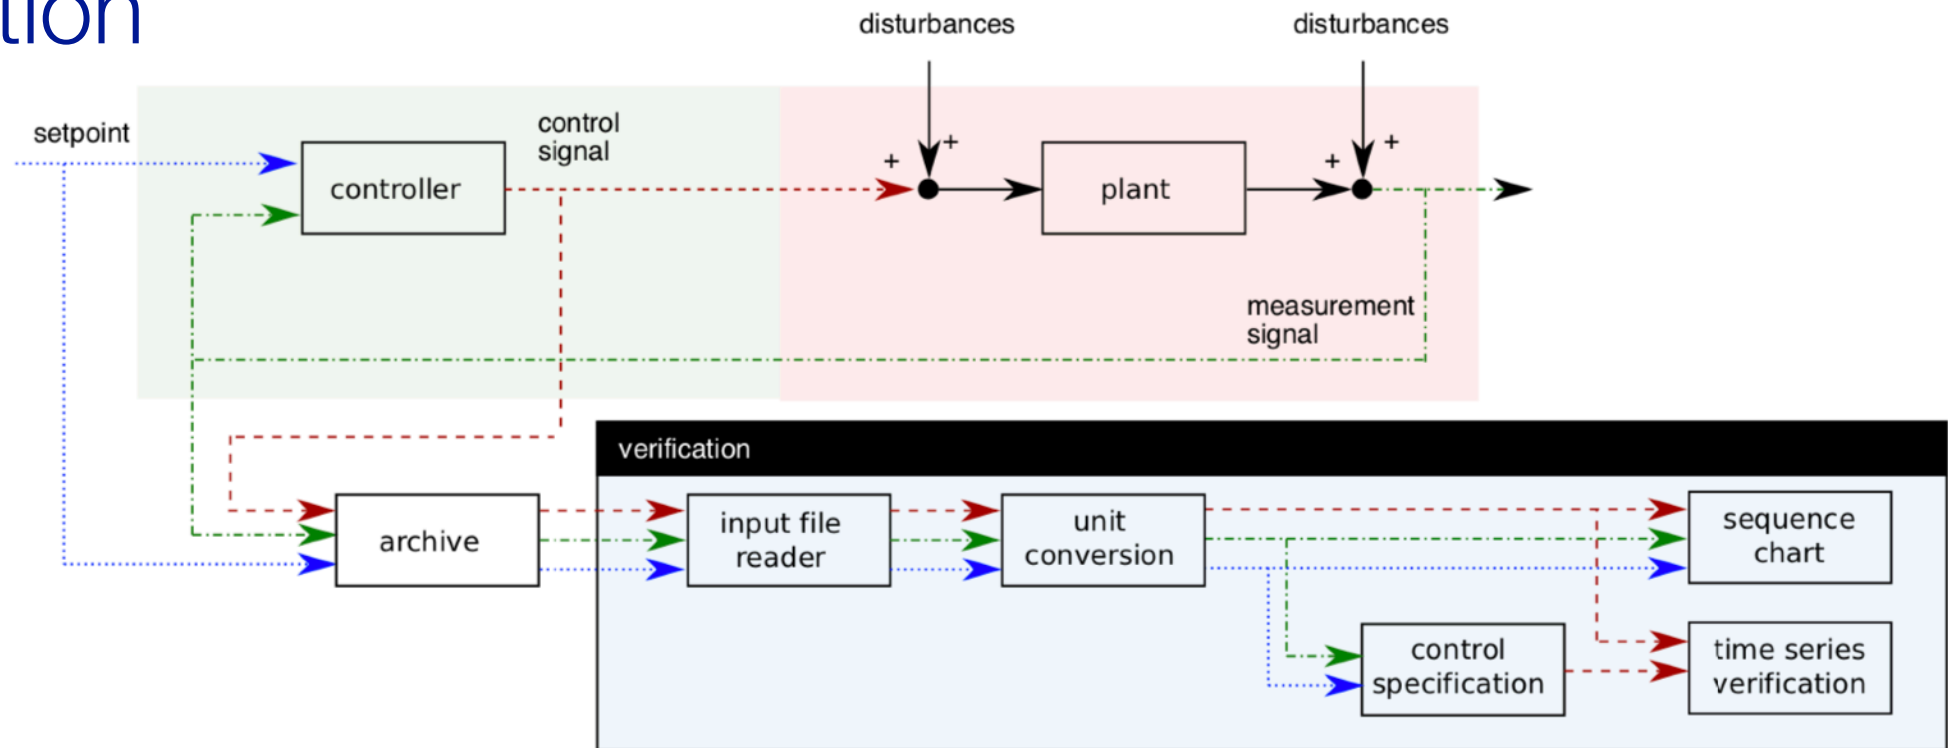 tion
disturbances
disturbances
setpoint
control
signal
+
+
+
+
controller
plant
measurement
signal
verification
archive
input file
reader
unit
conversion
sequence
chart
control
specification
time series
verification